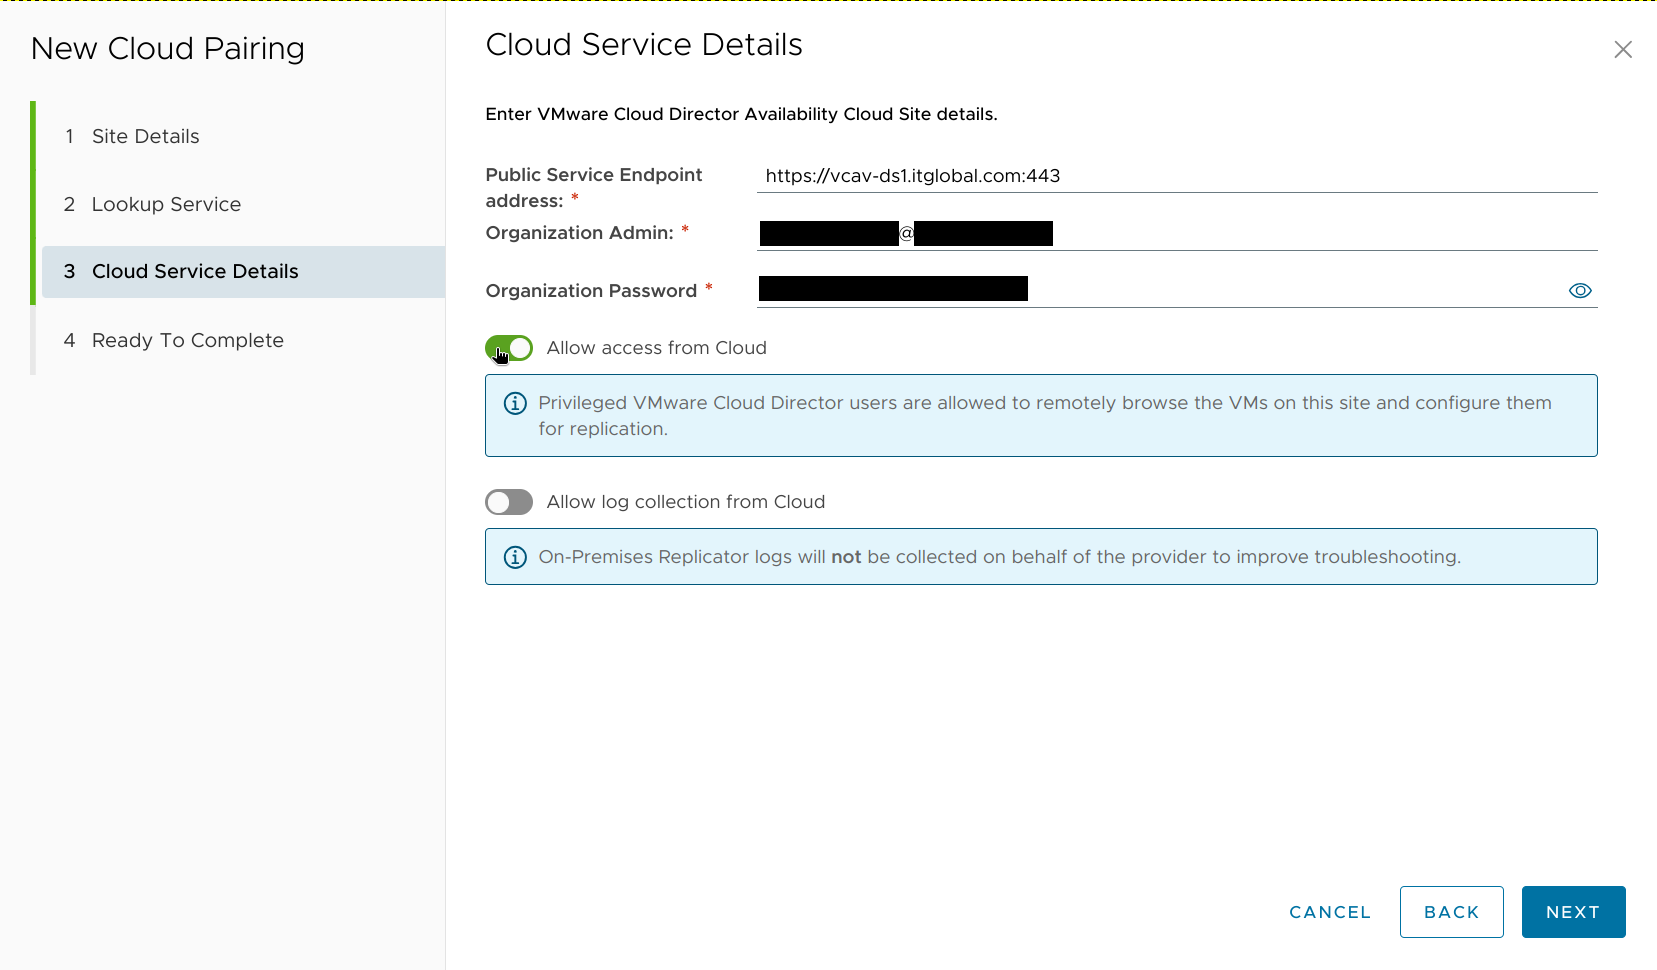 New Cloud Pairing
1 Site Details
2 Lookup Service
3 Cloud Service Details
4 Ready To Complete
Cloud Service Details
Enter VMware Cloud Director Availability Cloud Site details.
Public Service Endpoint
address: *
https://vcav-ds1.itglobal.com:443
Organization Admin: *
@
Organization Password *
Allow access from Cloud
Privileged VMware Cloud Director users are allowed to remotely browse the VMs on this site and configure them
for replication.
Allow log collection from Cloud
On-Premises Replicator logs will not be collected on behalf of the provider to improve troubleshooting.
CANCEL
BACK
NEXT